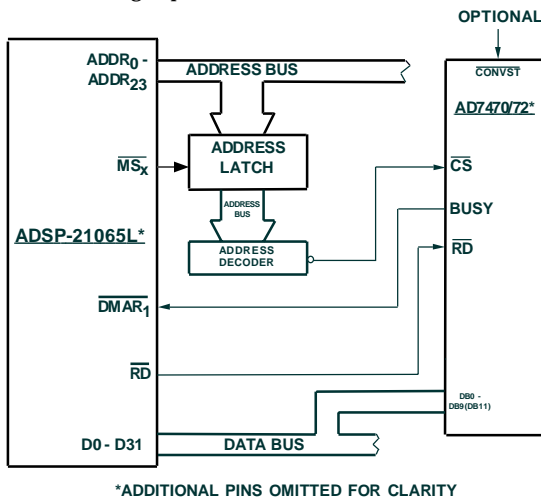 OPTIONAL
ADDR0 -
ADDR23
ADDRESS BUS
CONVST
AD7470/72*
ADDRESS
LATCH
MSX
CS
ADDRESS
BUS
BUSY
ADSP-21065L*
ADDRESS
DECODER
RD
DMAR1
RD
DB0 -
DB9(DB11)
D0 - D31
DATA BUS
*ADDITIONAL PINS OMITTED FOR CLARITY